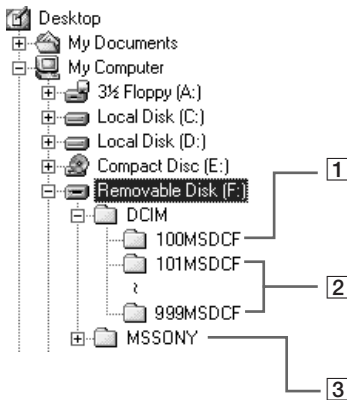 Desktop
My Documents
My Computer
3½ Floppy (A:)
Local Disk (C:)
Local Disk (D:)
Compact Disc (E:)
Removable Disk (F:)
DCIM
100MSDCF
1
101MSDCF
2
999MSDCF
MSSONY
3